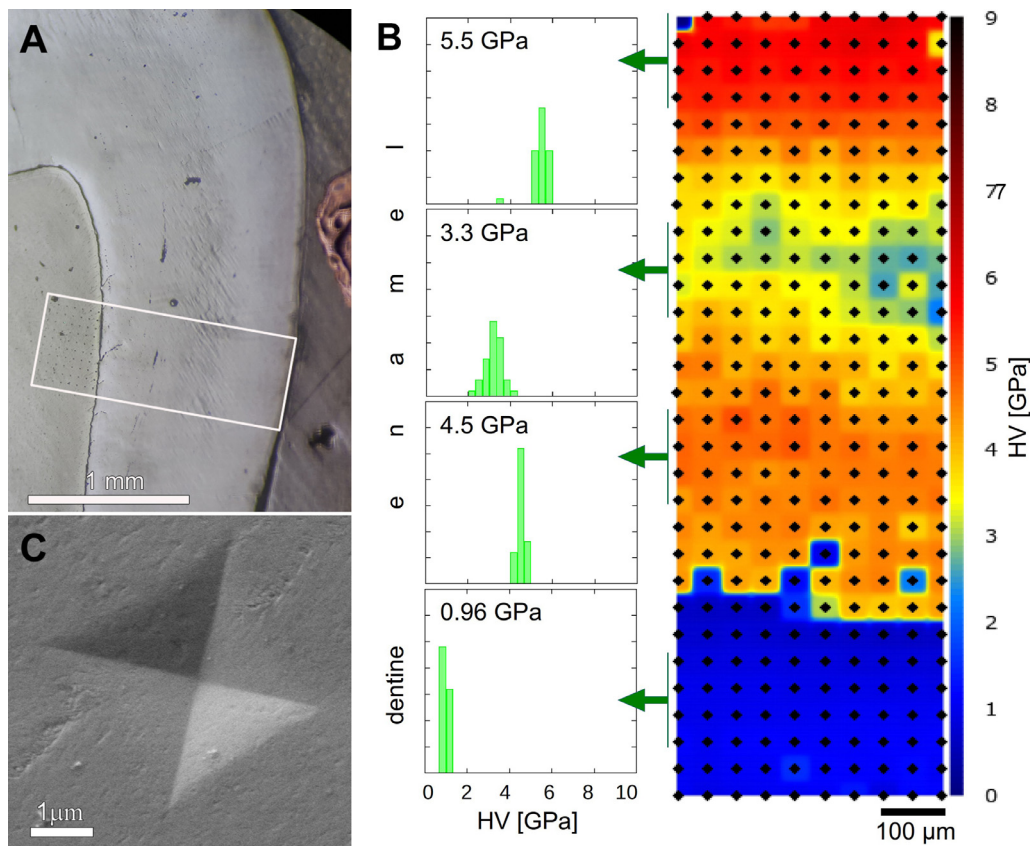 A
1 mm
C
1µm
B
5.5 GPa
3.3 GPa
4.5 GPa
0.96 GPa
l
e
m
a
n
e
dentine
0 2 4 6 8 10
HV [GPa]
9
8
77
6
5
4
3
2
1
0
HV [GPa]
100 µm